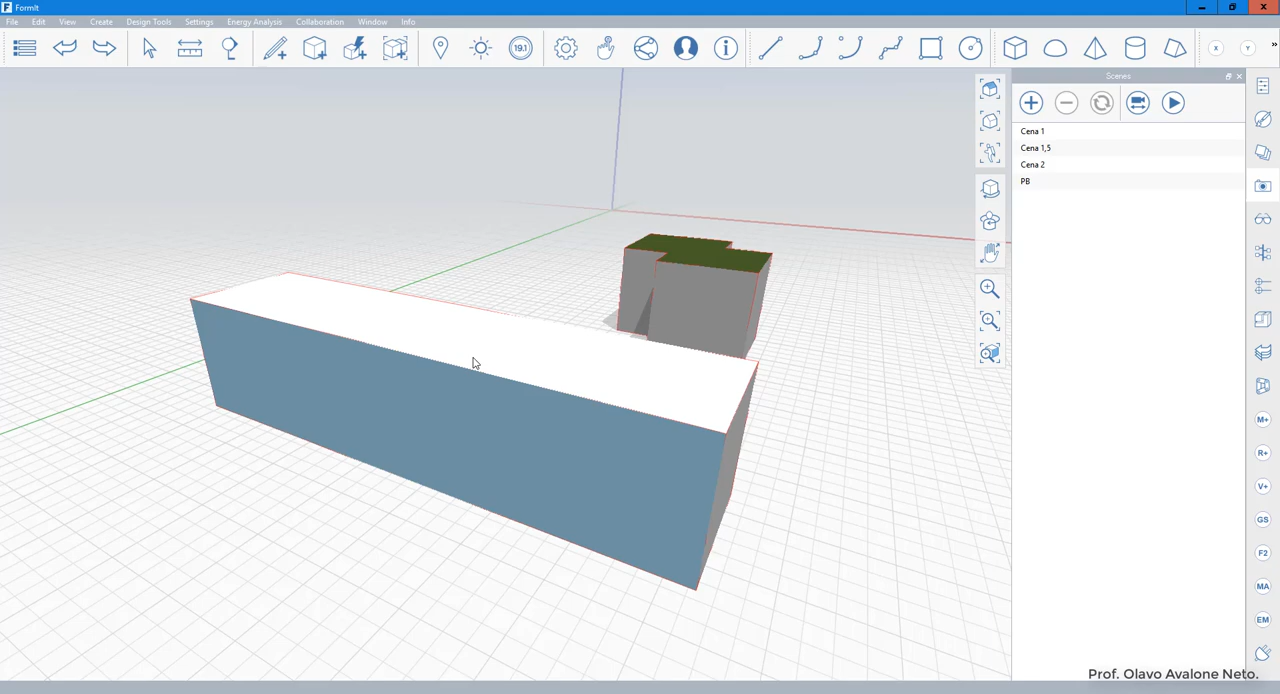 FormIt
File Edit View Create Design Tools Settings Energy Analysis Collaboration Window Info
19.1
X Y »
Scenes
Cena 1
Cena 1,5
Cena 2
PB
M+
R+
V+
GS
F2
MA
EM
Prof. Olavo Avalone Neto.